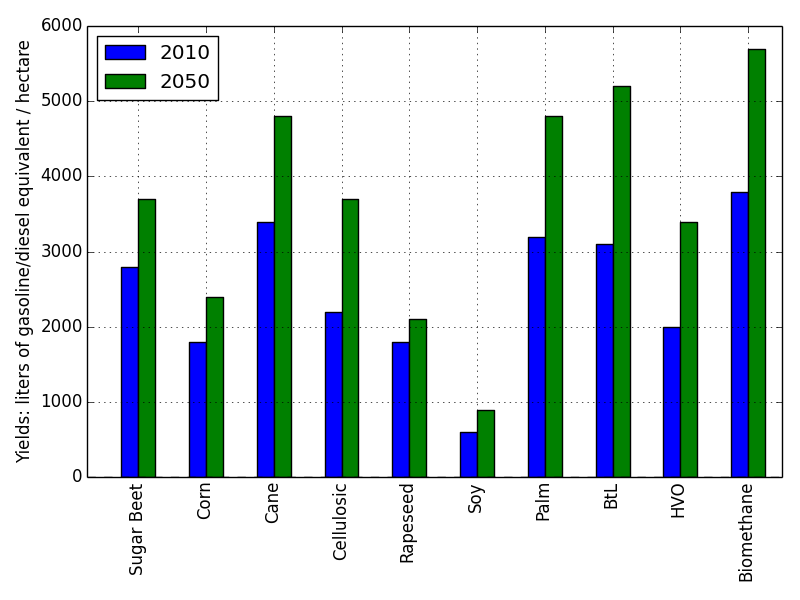 6000
5000
4000
3000
2000
1000
0
Yields: liters of gasoline/diesel equivalent / hectare
2010
2050
Sugar Beet
Corn
Cane
Cellulosic
Rapeseed
Soy
Palm
BtL
HVO
Biomethane